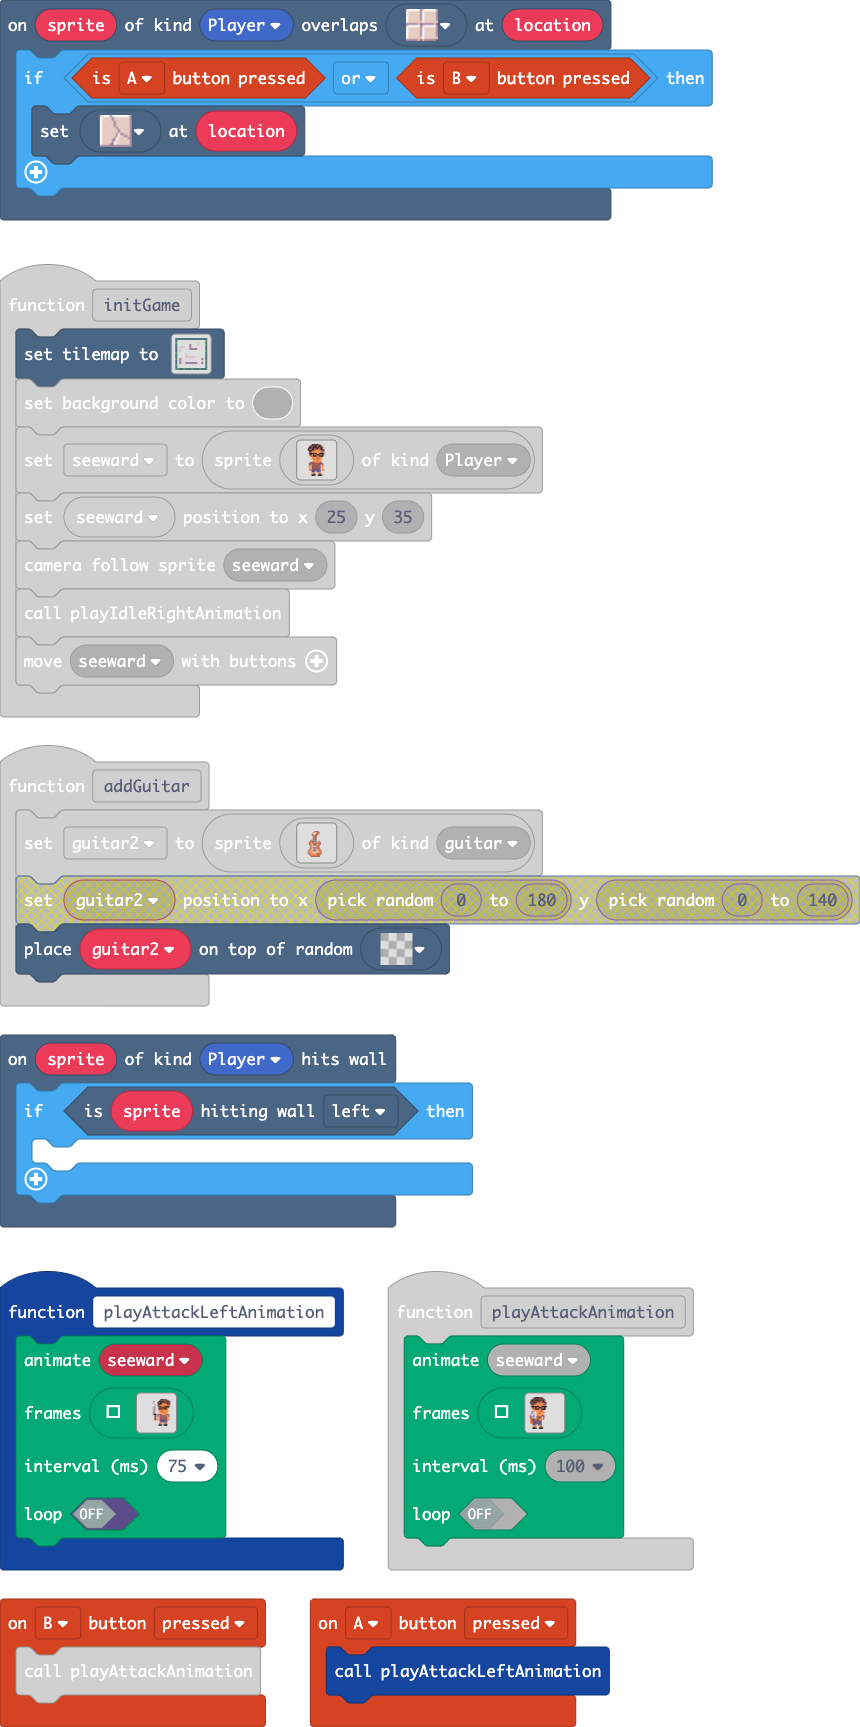 on sprite of kind Player overlaps at location
if is A button pressed or is B button pressed then
set at location
function initGame
set tilemap to
set background color to
set seeward to sprite of kind Player
set seeward position to x 25 y 35
camera follow sprite seeward
call playIdleRightAnimation
move seeward with buttons
function addGuitar
set guitar2 to sprite of kind guitar
set guitar2 position to x pick random 0 to 180 y pick random 0 to 140
place guitar2 on top of random
on sprite of kind Player hits wall
if is sprite hitting wall left then
function playAttackLeftAnimation
animate seeward
frames
interval (ms) 75
loop OFF
function playAttackAnimation
animate seeward
frames
interval (ms) 100
loop OFF
on B button pressed
call playAttackAnimation
on A button pressed
call playAttackLeftAnimation